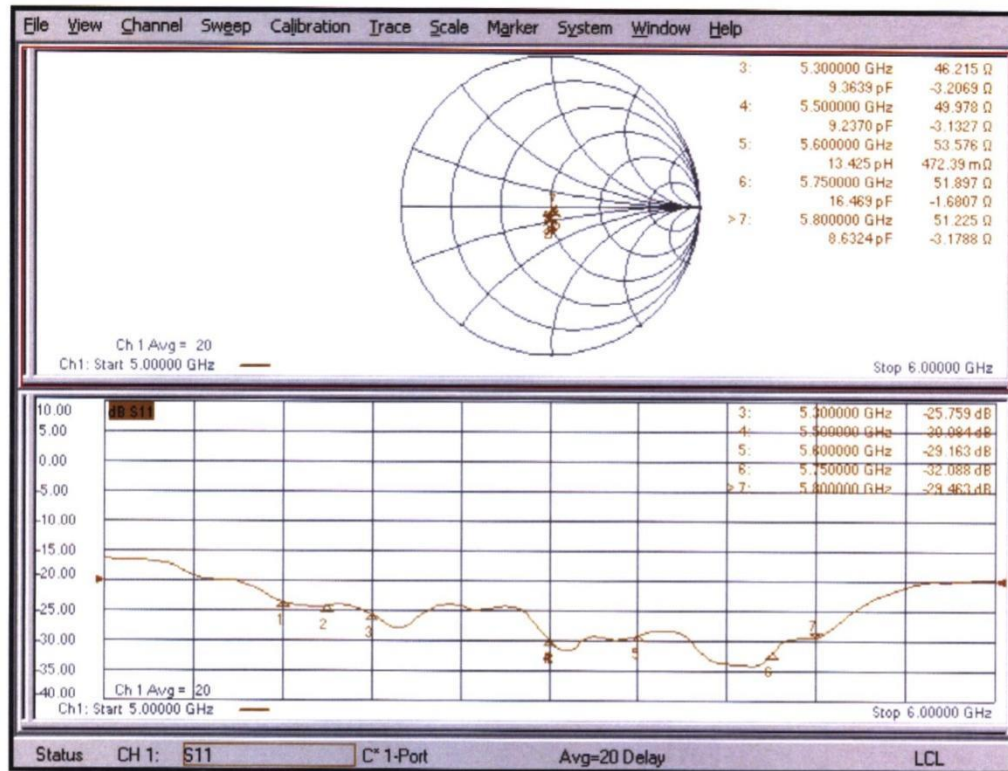 File View Channel Sweep Calibration Trace Scale Marker System Window Help
3: 5.300000 GHz 46.215 Ω
9.3639 pF -3.2069 Ω
4: 5.500000 GHz 49.978 Ω
9.2370 pF -3.1327 Ω
5: 5.600000 GHz 53.576 Ω
13.425 pH 472.39 mΩ
6: 5.750000 GHz 51.897 Ω
16.469 pF -1.6807 Ω
>7: 5.800000 GHz 51.225 Ω
8.6324 pF -3.1788 Ω
Ch 1 Avg = 20
Ch1: Start 5.00000 GHz
Stop 6.00000 GHz
10.00
5.00
0.00
-5.00
-10.00
-15.00
-20.00
-25.00
-30.00
-35.00
-40.00
dB S11
3: 5.300000 GHz -25.759 dB
4: 5.500000 GHz -30.084 dB
5: 5.600000 GHz -29.163 dB
6: 5.750000 GHz -32.088 dB
>7: 5.800000 GHz -29.463 dB
1
2
3
5
6
7
Ch 1 Avg = 20
Ch1: Start 5.00000 GHz
Stop 6.00000 GHz
Status CH 1: S11 C* 1-Port Avg=20 Delay LCL